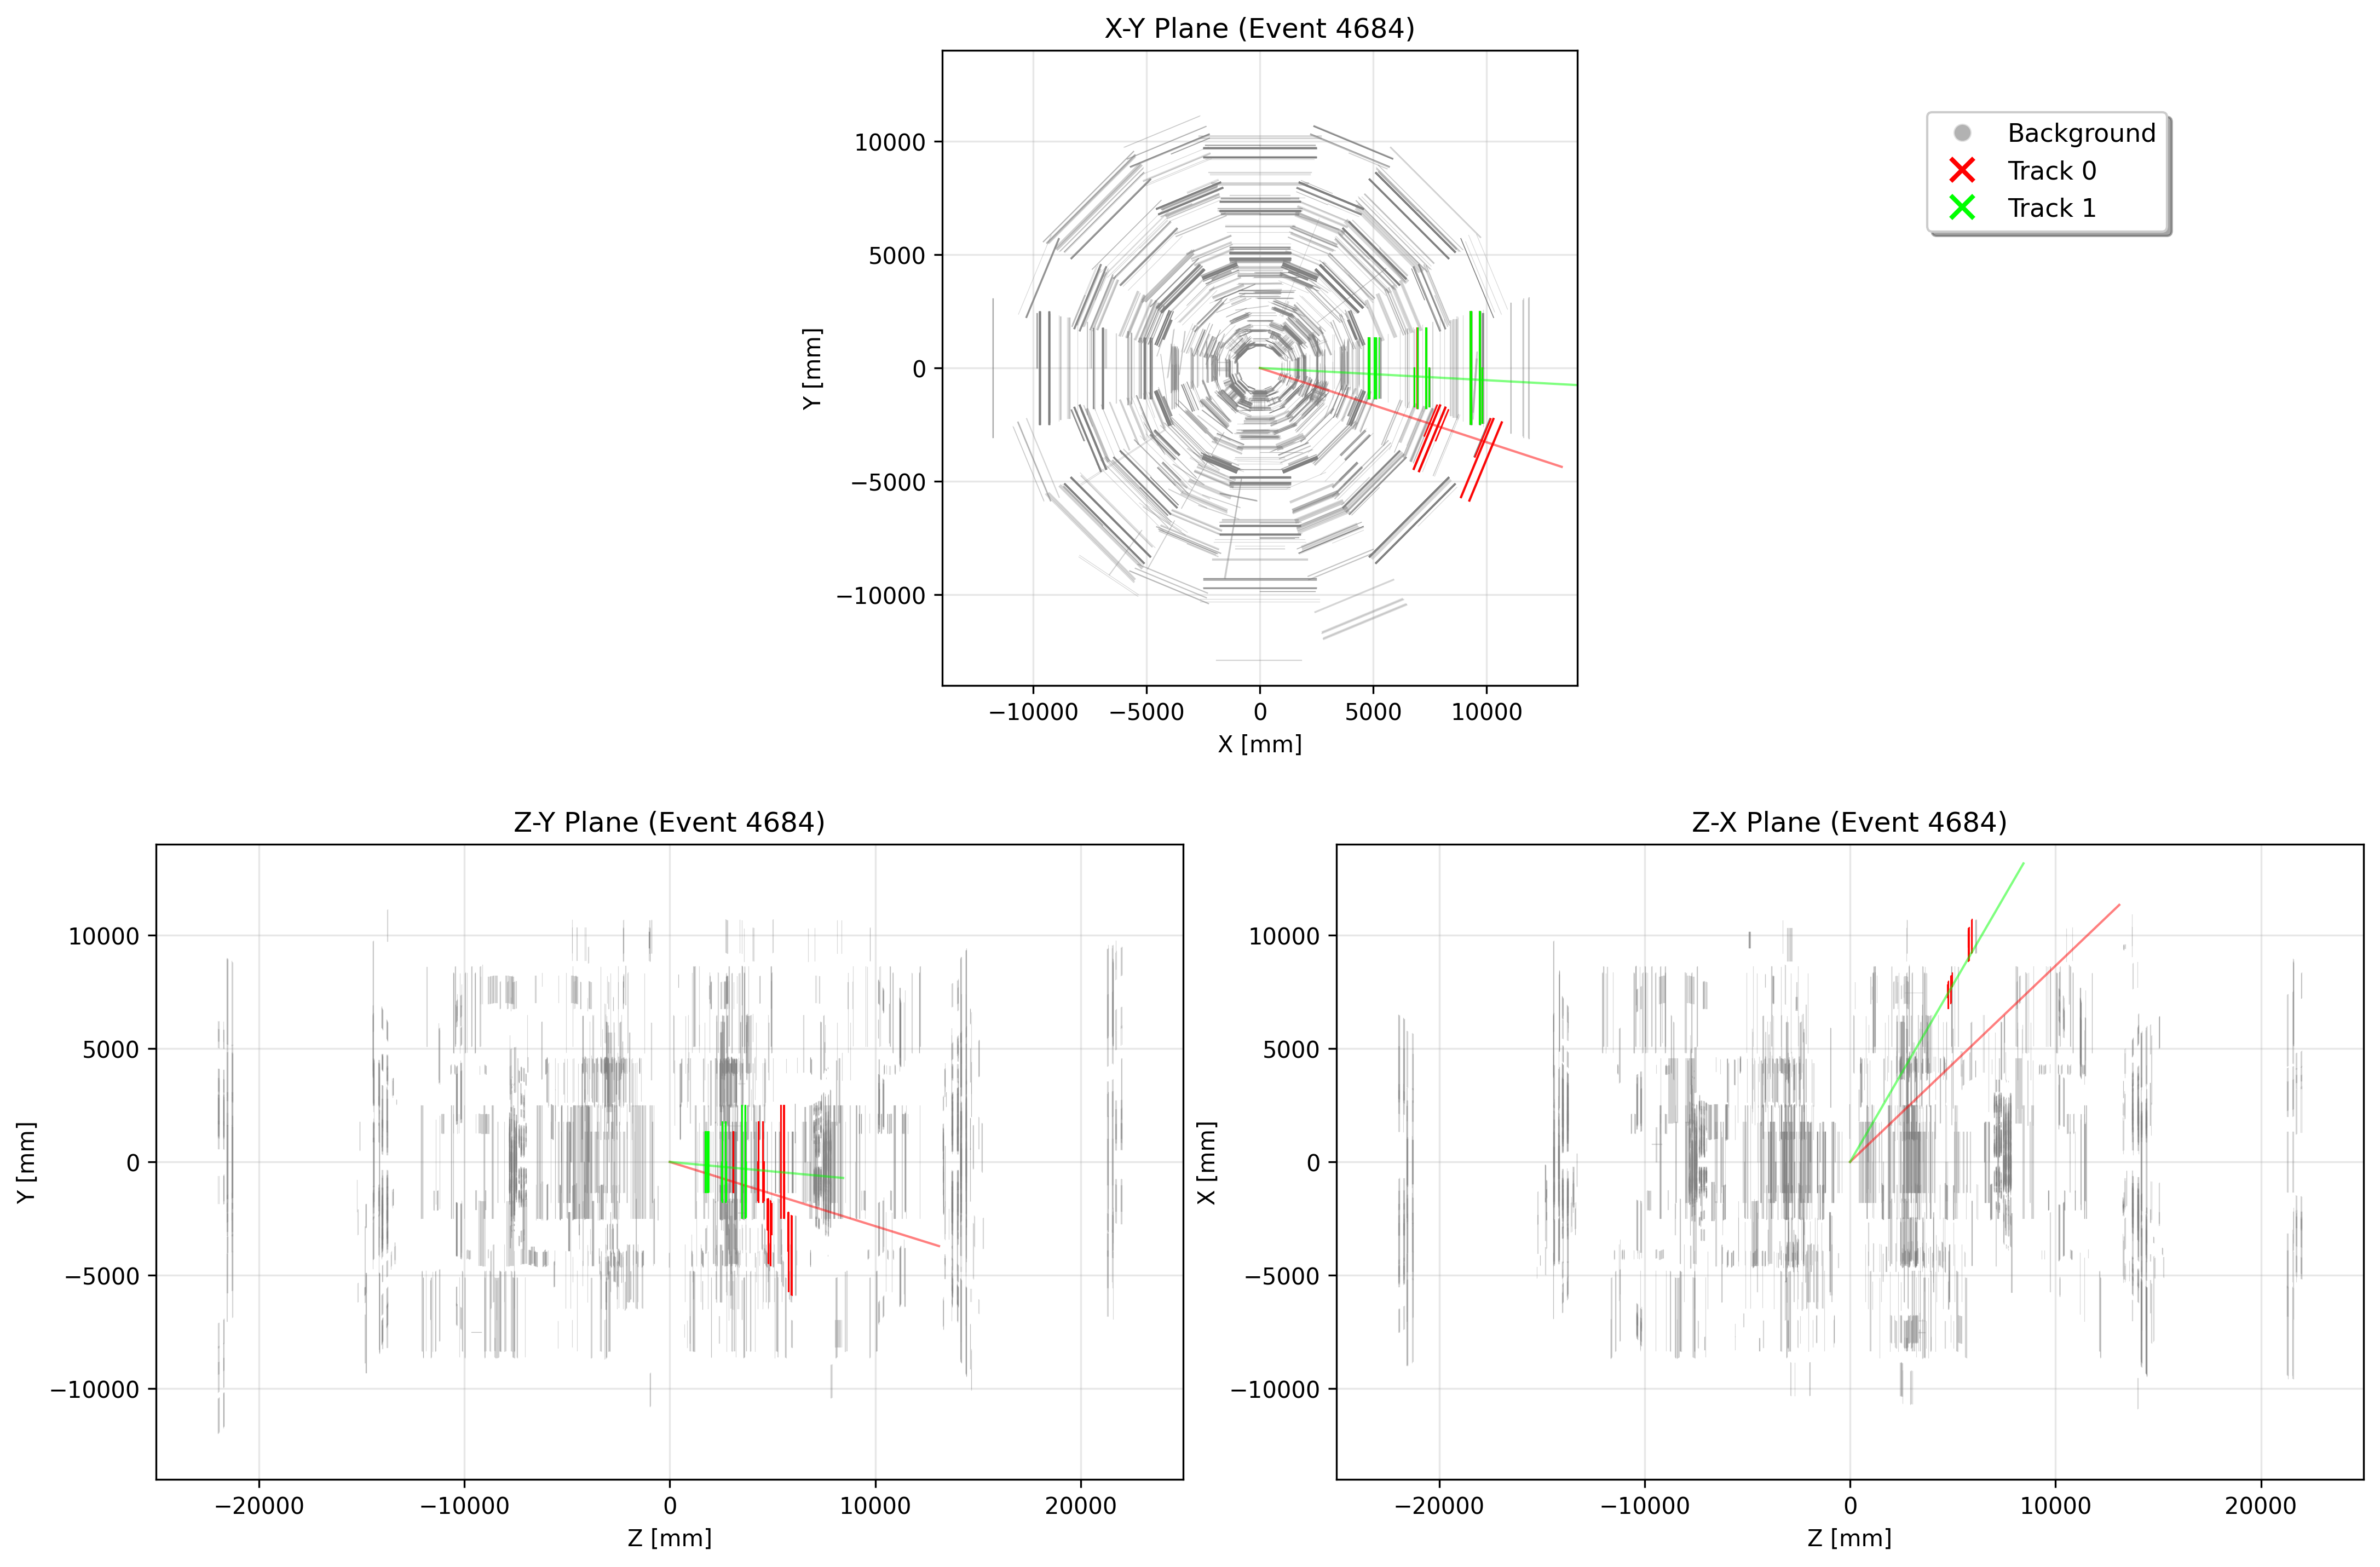 X-Y Plane (Event 4684)
10000
5000
0
−5000
−10000
Y [mm]
−10000 −5000 0 5000 10000
X [mm]
Background
Track 0
Track 1
Z-Y Plane (Event 4684)
10000
5000
0
−5000
−10000
Y [mm]
−20000 −10000 0 10000 20000
Z [mm]
Z-X Plane (Event 4684)
10000
5000
0
−5000
−10000
X [mm]
−20000 −10000 0 10000 20000
Z [mm]